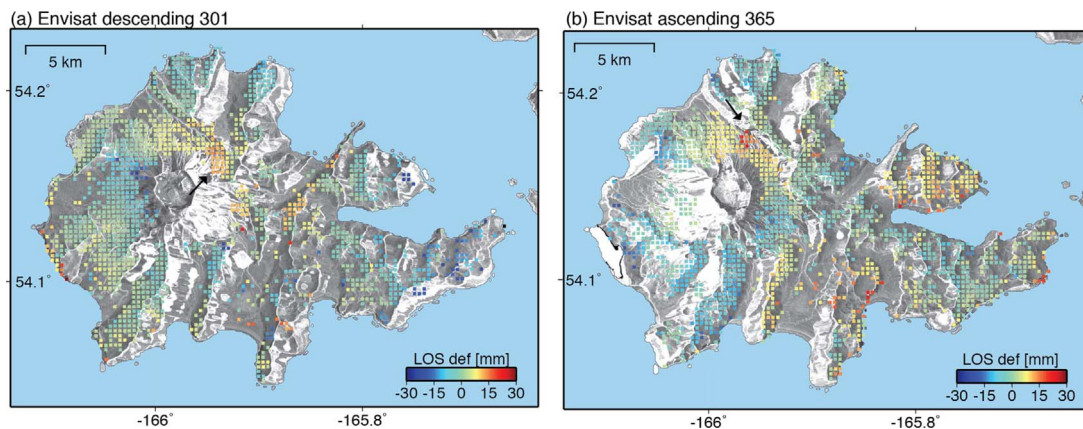 (a) Envisat descending 301
5 km
54.2˚
54.1˚
LOS def [mm]
-30 -15 0 15 30
-166˚
-165.8˚
(b) Envisat ascending 365
5 km
54.2˚
54.1˚
LOS def [mm]
-30 -15 0 15 30
-166˚
-165.8˚